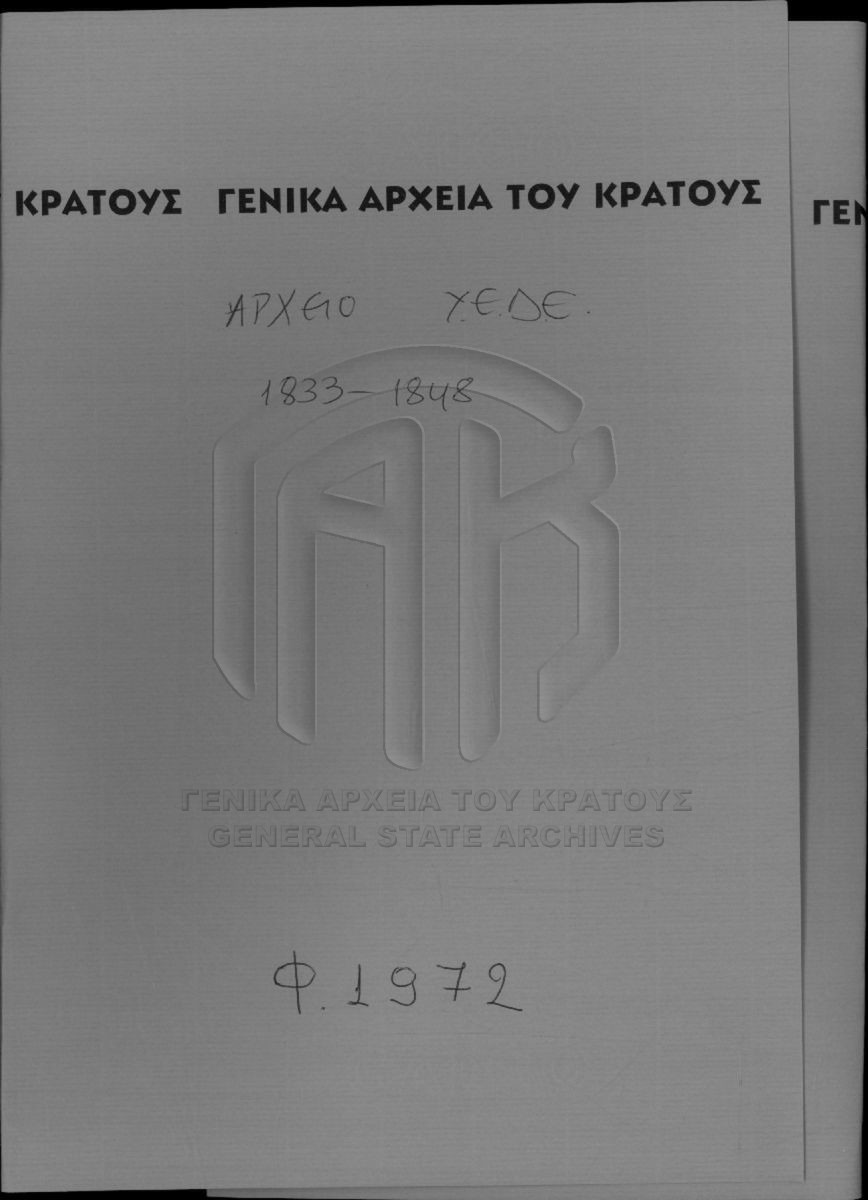 ΚΡΑΤΟΥΣ ΓΕΝΙΚΑ ΑΡΧΕΙΑ ΤΟΥ ΚΡΑΤΟΥΣ ΓΕΝ
ΑΡΧΕΙΟ Υ.Ε.Δ.Ε.
1833-1848
ΓΑΚ
ΓΕΝΙΚΑ ΑΡΧΕΙΑ ΤΟΥ ΚΡΑΤΟΥΣ
GENERAL STATE ARCHIVES
Φ. 1972